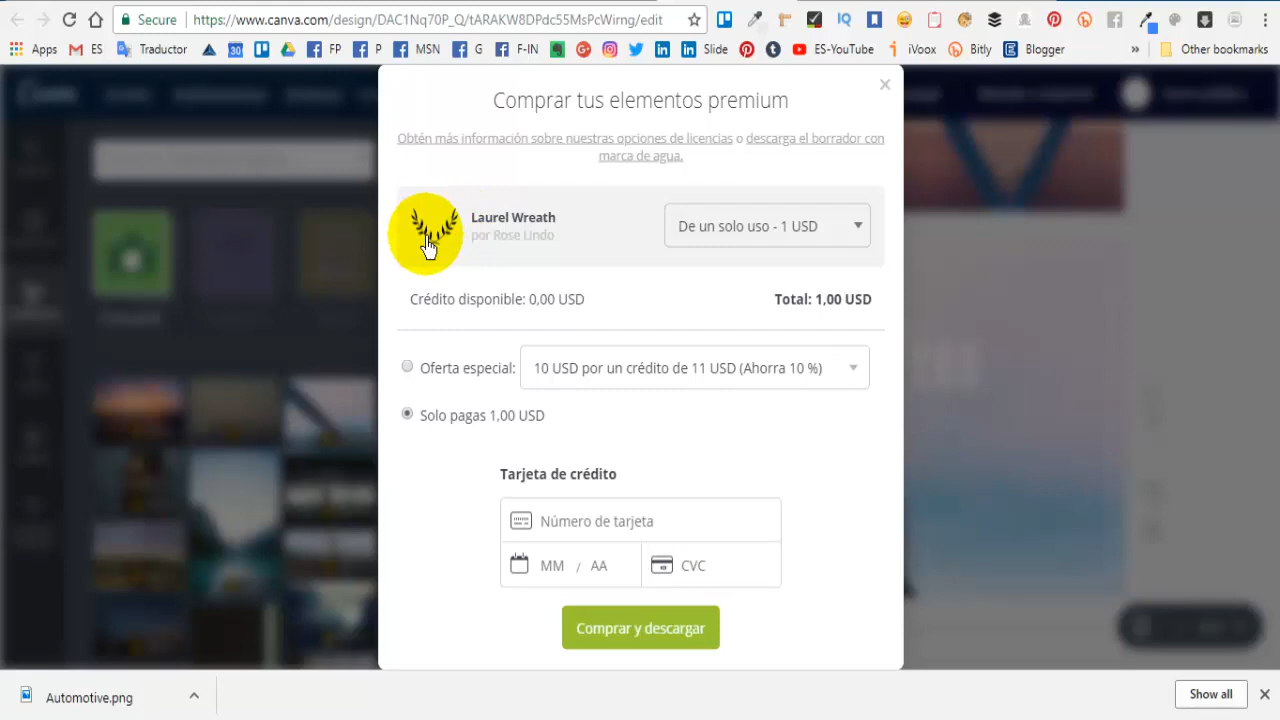 Secure
https://www.canva.com/design/DAC1Nq70P_Q/tARAKW8DPdc55MsPcWirng/edit
Apps ES Traductor FP P MSN G F-IN Slide ES-YouTube iVoox Bitly Blogger » Other bookmarks
Comprar tus elementos premium
Obtén más información sobre nuestras opciones de licencias o descarga el borrador con
marca de agua.
Laurel Wreath
por Rose Lindo
De un solo uso - 1 USD
Crédito disponible: 0,00 USD
Total: 1,00 USD
Oferta especial:
10 USD por un crédito de 11 USD (Ahorra 10 %)
Solo pagas 1,00 USD
Tarjeta de crédito
Número de tarjeta
MM / AA
CVC
Comprar y descargar
Automotive.png
Show all